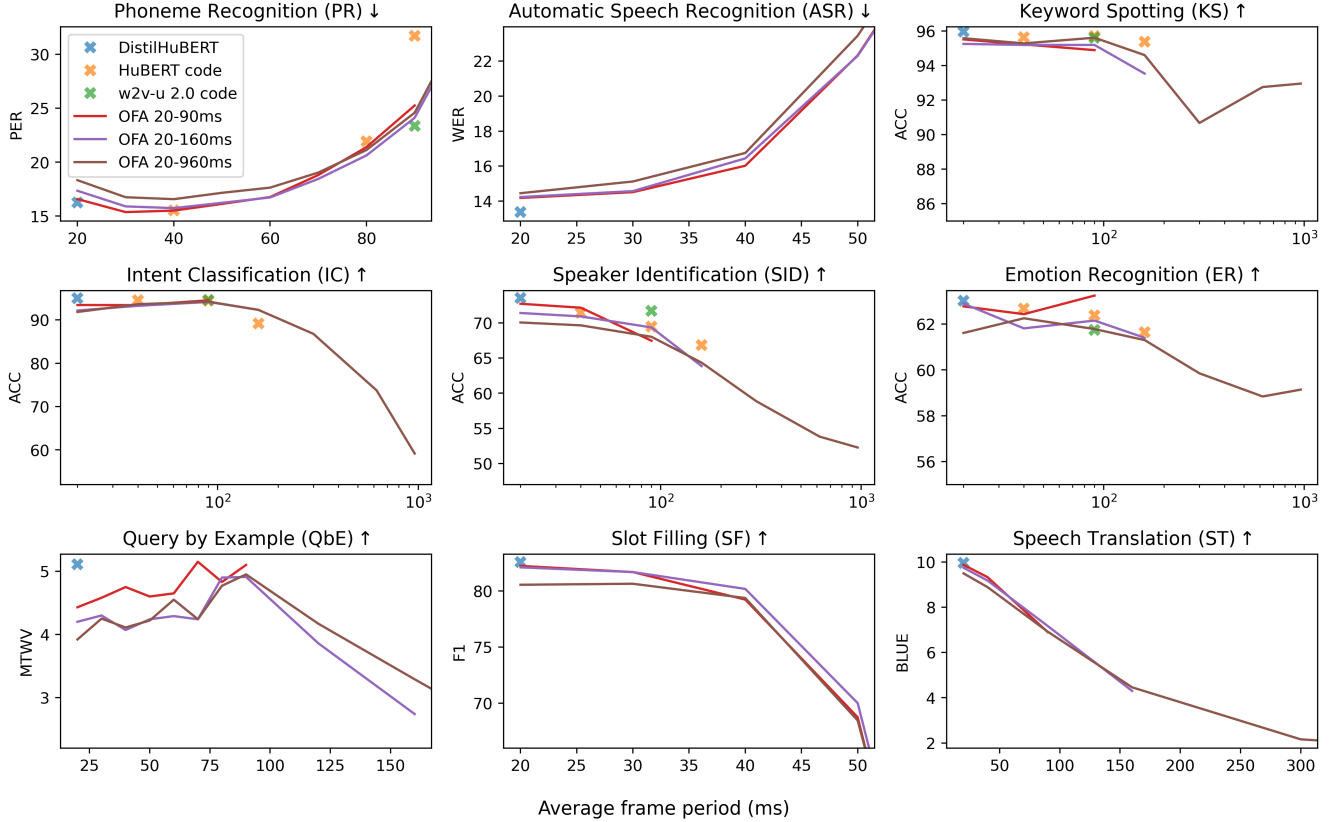 Phoneme Recognition (PR) ↓
Automatic Speech Recognition (ASR) ↓
Keyword Spotting (KS) ↑
DistilHuBERT
HuBERT code
w2v-u 2.0 code
OFA 20-90ms
OFA 20-160ms
OFA 20-960ms
PER
30
25
20
15
20 40 60 80
WER
22
20
18
16
14
20 25 30 35 40 45 50
ACC
96
94
92
90
88
86
10² 10³
Intent Classification (IC) ↑
Speaker Identification (SID) ↑
Emotion Recognition (ER) ↑
ACC
90
80
70
60
10² 10³
ACC
70
65
60
55
50
10² 10³
ACC
62
60
58
56
10² 10³
Query by Example (QbE) ↑
Slot Filling (SF) ↑
Speech Translation (ST) ↑
MTWV
5
4
3
25 50 75 100 125 150
F1
80
75
70
20 25 30 35 40 45 50
BLUE
10
8
6
4
2
50 100 150 200 250 300
Average frame period (ms)